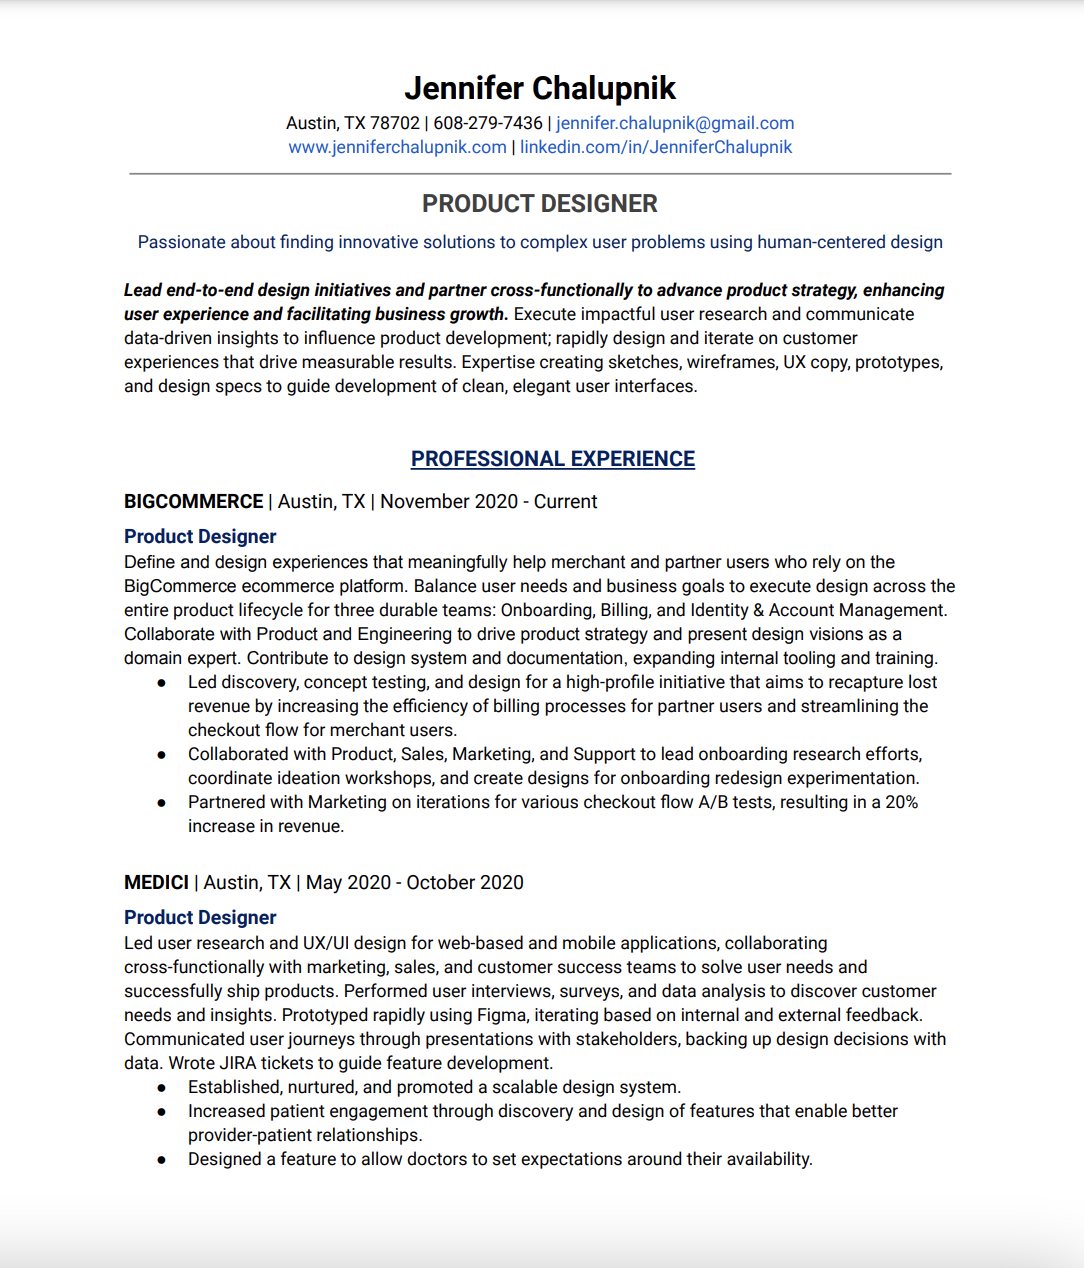 Jennifer Chalupnik
Austin, TX 78702 | 608-279-7436 | jennifer.chalupnik@gmail.com
www.jenniferchalupnik.com | linkedin.com/in/JenniferChalupnik
PRODUCT DESIGNER
Passionate about finding innovative solutions to complex user problems using human-centered design
Lead end-to-end design initiatives and partner cross-functionally to advance product strategy, enhancing
user experience and facilitating business growth. Execute impactful user research and communicate
data-driven insights to influence product development; rapidly design and iterate on customer
experiences that drive measurable results. Expertise creating sketches, wireframes, UX copy, prototypes,
and design specs to guide development of clean, elegant user interfaces.
PROFESSIONAL EXPERIENCE
BIGCOMMERCE | Austin, TX | November 2020 - Current
Product Designer
Define and design experiences that meaningfully help merchant and partner users who rely on the
BigCommerce ecommerce platform. Balance user needs and business goals to execute design across the
entire product lifecycle for three durable teams: Onboarding, Billing, and Identity & Account Management.
Collaborate with Product and Engineering to drive product strategy and present design visions as a
domain expert. Contribute to design system and documentation, expanding internal tooling and training.
● Led discovery, concept testing, and design for a high-profile initiative that aims to recapture lost
revenue by increasing the efficiency of billing processes for partner users and streamlining the
checkout flow for merchant users.
● Collaborated with Product, Sales, Marketing, and Support to lead onboarding research efforts,
coordinate ideation workshops, and create designs for onboarding redesign experimentation.
● Partnered with Marketing on iterations for various checkout flow A/B tests, resulting in a 20%
increase in revenue.
MEDICI | Austin, TX | May 2020 - October 2020
Product Designer
Led user research and UX/UI design for web-based and mobile applications, collaborating
cross-functionally with marketing, sales, and customer success teams to solve user needs and
successfully ship products. Performed user interviews, surveys, and data analysis to discover customer
needs and insights. Prototyped rapidly using Figma, iterating based on internal and external feedback.
Communicated user journeys through presentations with stakeholders, backing up design decisions with
data. Wrote JIRA tickets to guide feature development.
● Established, nurtured, and promoted a scalable design system.
● Increased patient engagement through discovery and design of features that enable better
provider-patient relationships.
● Designed a feature to allow doctors to set expectations around their availability.